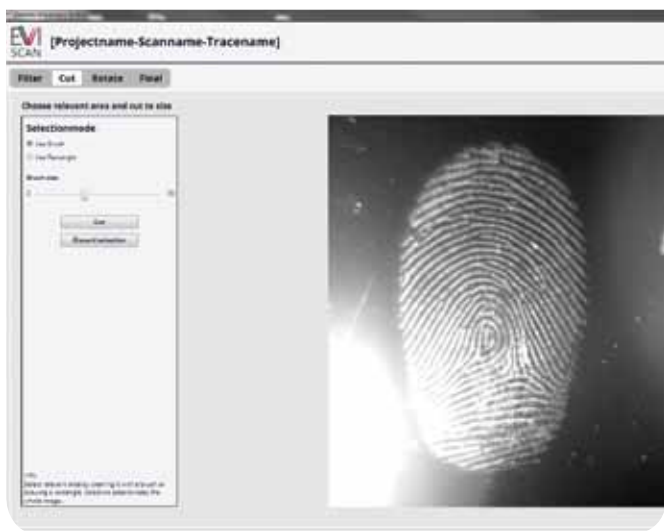 EVI
SCAN
[Projectname-Scanname-Tracename]
Filter Cut Rotate Final
Choose relevant area and cut to size
Selectionmode
Use Brush
Use Rectangle
Brush size
Cut
Discard selection